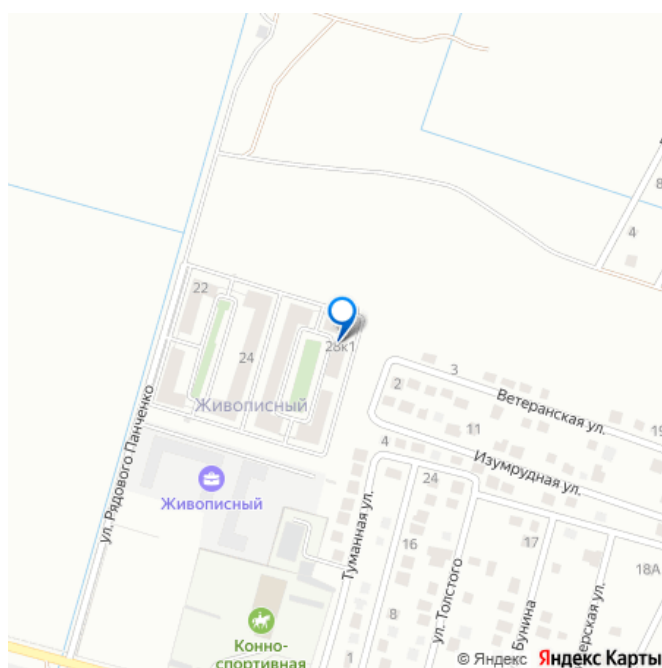 8
4
22
28к1
24
Живописный
ул. Рядового Панченко
3
2
Ветеранская ул.
19
11
4
Изумрудная ул.
24
Живописный
Туманная ул.
16
17
ул. Толстого
18А
8
Бунина
Конно-
спортивная
1
© Яндекс Яндекс Карты